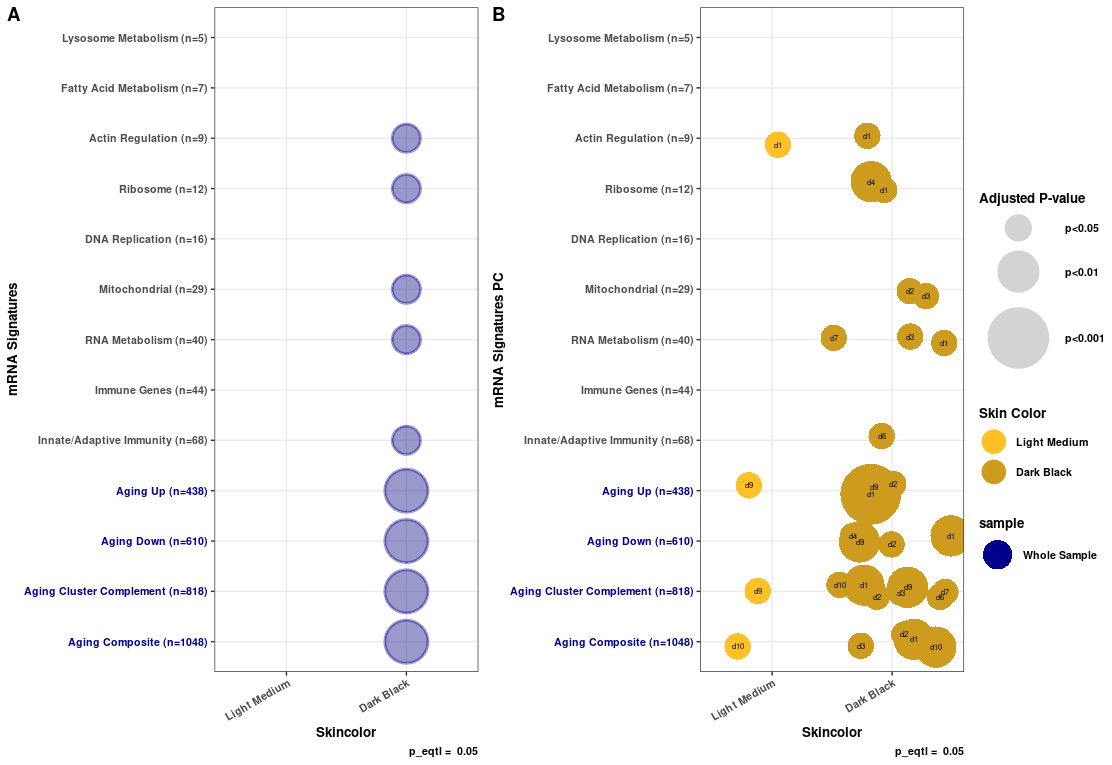 A
mRNA Signatures
Lysosome Metabolism (n=5)
Fatty Acid Metabolism (n=7)
Actin Regulation (n=9)
Ribosome (n=12)
DNA Replication (n=16)
Mitochondrial (n=29)
RNA Metabolism (n=40)
Immune Genes (n=44)
Innate/Adaptive Immunity (n=68)
Aging Up (n=438)
Aging Down (n=610)
Aging Cluster Complement (n=818)
Aging Composite (n=1048)
Light Medium
Dark Black
Skincolor
p_eqtl = 0.05
B
mRNA Signatures PC
Lysosome Metabolism (n=5)
Fatty Acid Metabolism (n=7)
Actin Regulation (n=9)
d1
d1
Ribosome (n=12)
d4
d1
DNA Replication (n=16)
Mitochondrial (n=29)
d2
d3
RNA Metabolism (n=40)
d7
d3
d1
Immune Genes (n=44)
Innate/Adaptive Immunity (n=68)
d6
Aging Up (n=438)
d9
d9
d2
d1
Aging Down (n=610)
d4
d9
d2
d1
Aging Cluster Complement (n=818)
d9
d10
d1
d2
d3
d9
d6
d7
Aging Composite (n=1048)
d10
d3
d2
d1
d10
Light Medium
Dark Black
Skincolor
p_eqtl = 0.05
Adjusted P-value
p<0.05
p<0.01
p<0.001
Skin Color
Light Medium
Dark Black
sample
Whole Sample